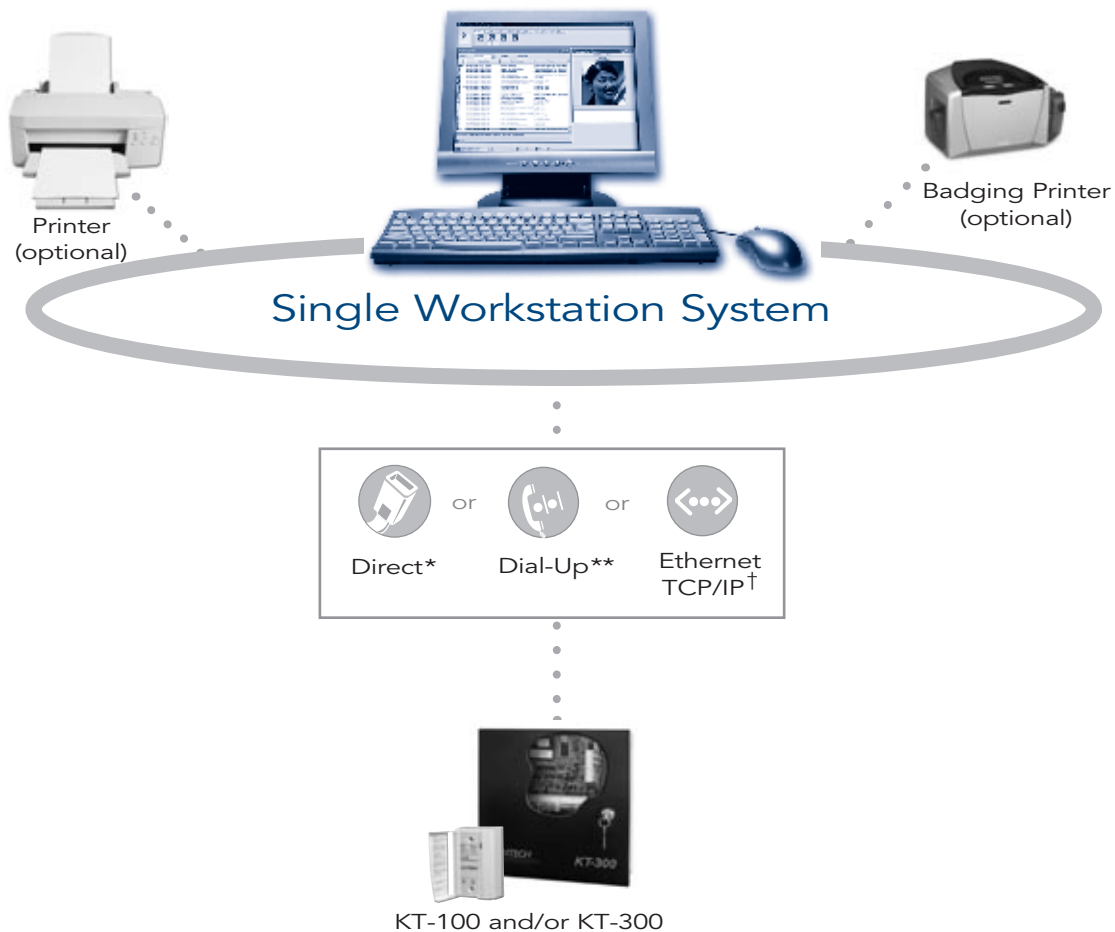 Printer
(optional)
Badging Printer
(optional)
Single Workstation System
or
or
Direct*
Dial-Up**
Ethernet
TCP/IP†
KT-300
KT-100 and/or KT-300